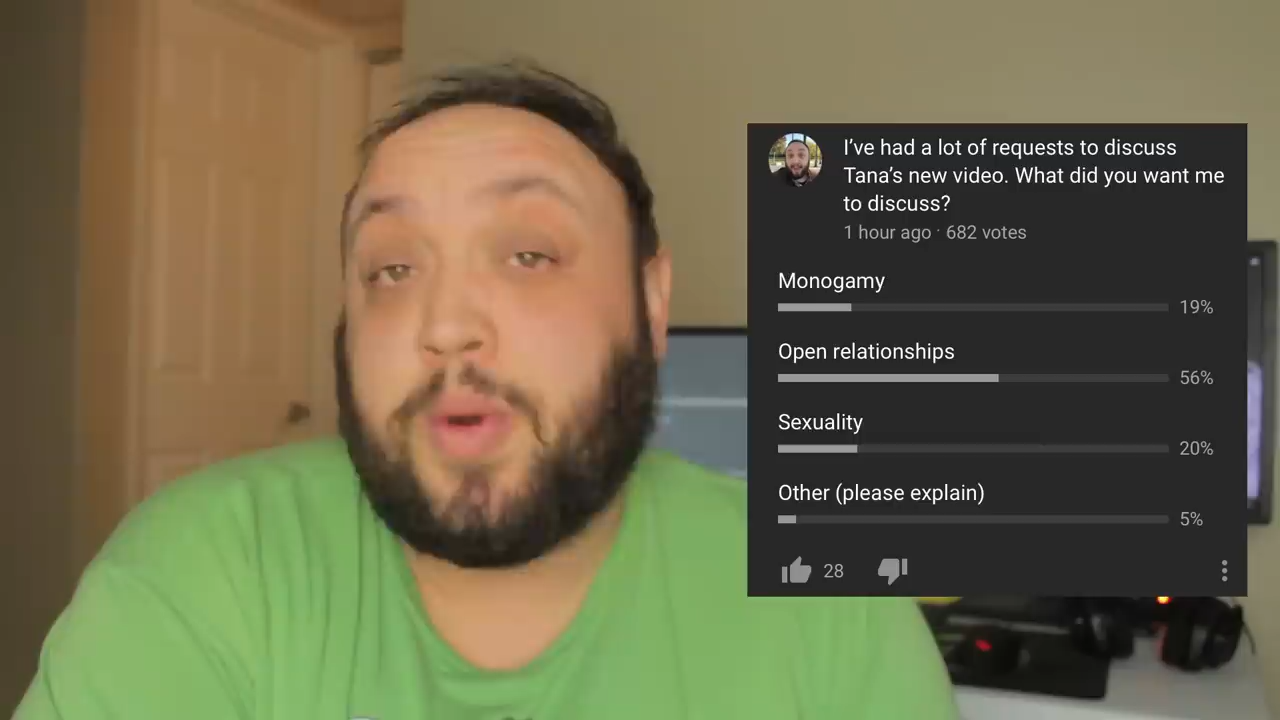 I’ve had a lot of requests to discuss
Tana’s new video. What did you want me
to discuss?
1 hour ago · 682 votes
Monogamy
19%
Open relationships
56%
Sexuality
20%
Other (please explain)
5%
28